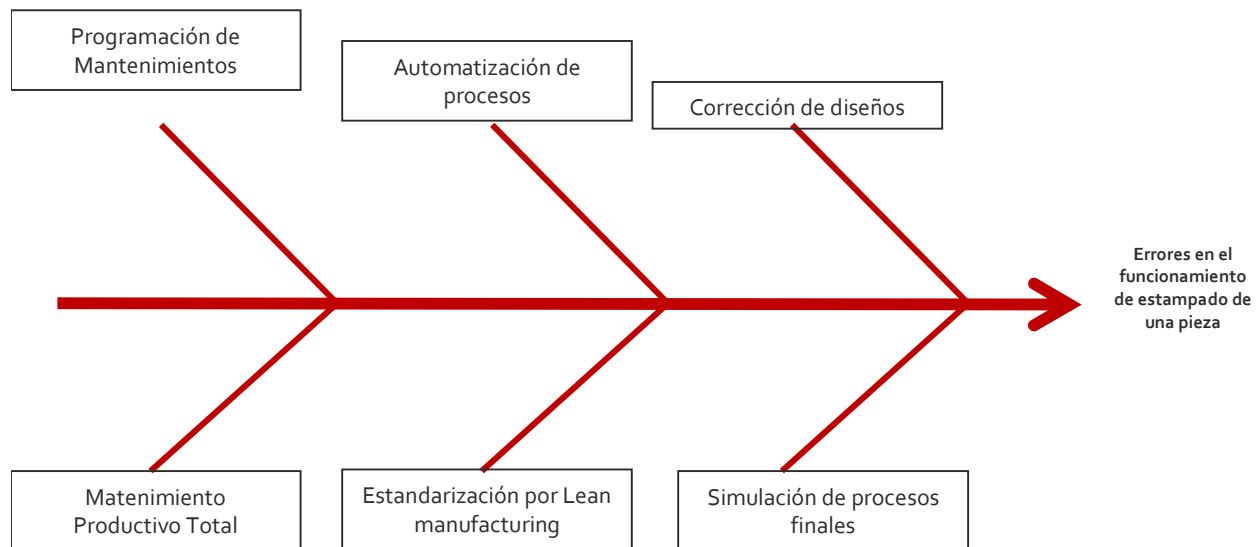 Programación de
Mantenimientos
Automatización de
procesos
Corrección de diseños
Errores en el
funcionamiento
de estampado de
una pieza
Matenimiento
Productivo Total
Estandarización por Lean
manufacturing
Simulación de procesos
finales